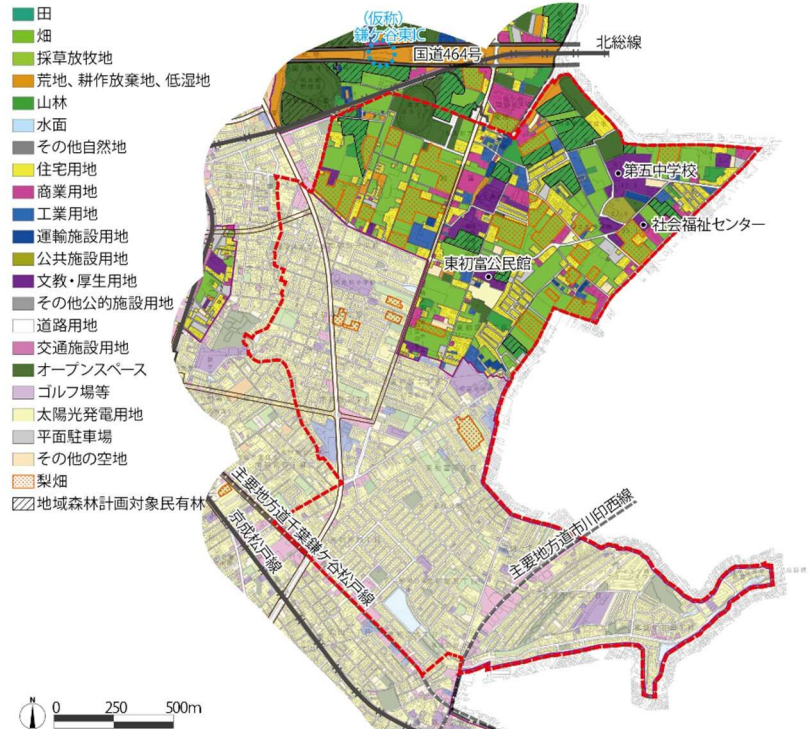 田
畑
採草放牧地
荒地、耕作放棄地、低湿地
山林
水面
その他自然地
住宅用地
商業用地
工業用地
運輸施設用地
公共施設用地
文教・厚生用地
その他公的施設用地
道路用地
交通施設用地
オープンスペース
ゴルフ場等
太陽光発電用地
平面駐車場
その他の空地
梨畑
地域森林計画対象民有林
(仮称)
鎌ケ谷東IC
国道464号
北総線
第五中学校
社会福祉センター
東初富公民館
主要地方道千葉鎌ケ谷松戸線
京成松戸線
主要地方道市川印西線
N
0 250 500m